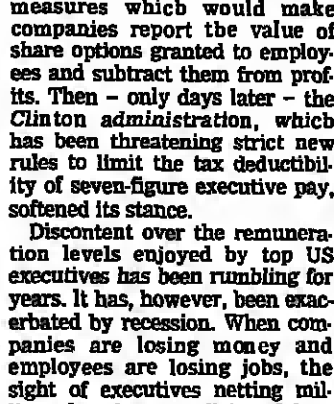 measures which would make
companies report the value of
share options granted to employ-
ees and subtract them from prof-
its. Then – only days later – the
Clinton administration, which
has been threatening strict new
rules to limit the tax deductibil-
ity of seven-figure executive pay,
softened its stance.
Discontent over the remunera-
tion levels enjoyed by top US
executives has been rumbling for
years. It has, however, been exac-
erbated by recession. When com-
panies are losing money and
employees are losing jobs, the
sight of executives netting mil-